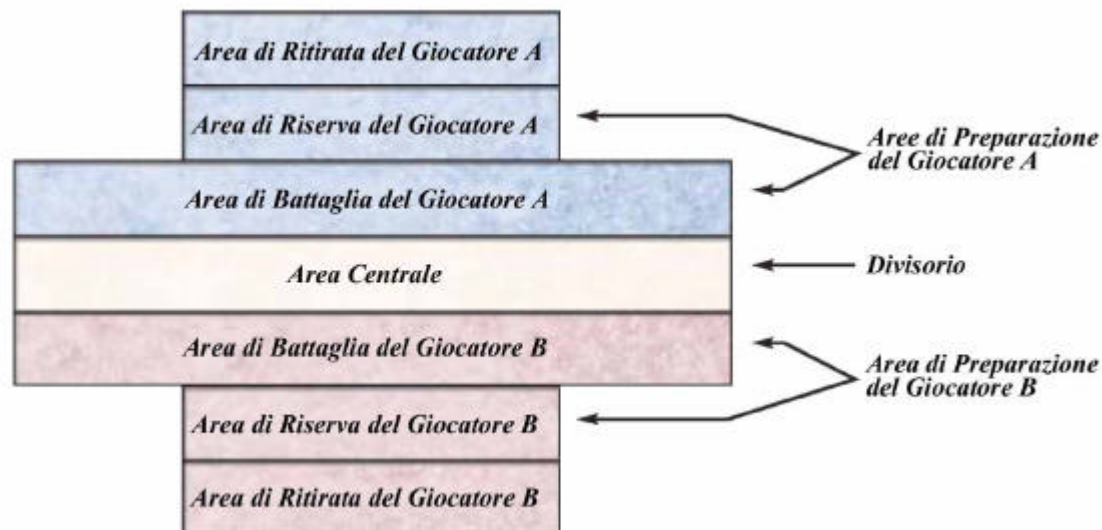 Area di Ritirata del Giocatore A
Area di Riserva del Giocatore A
Aree di Preparazione
del Giocatore A
Area di Battaglia del Giocatore A
Area Centrale
Divisorio
Area di Battaglia del Giocatore B
Area di Preparazione
del Giocatore B
Area di Riserva del Giocatore B
Area di Ritirata del Giocatore B